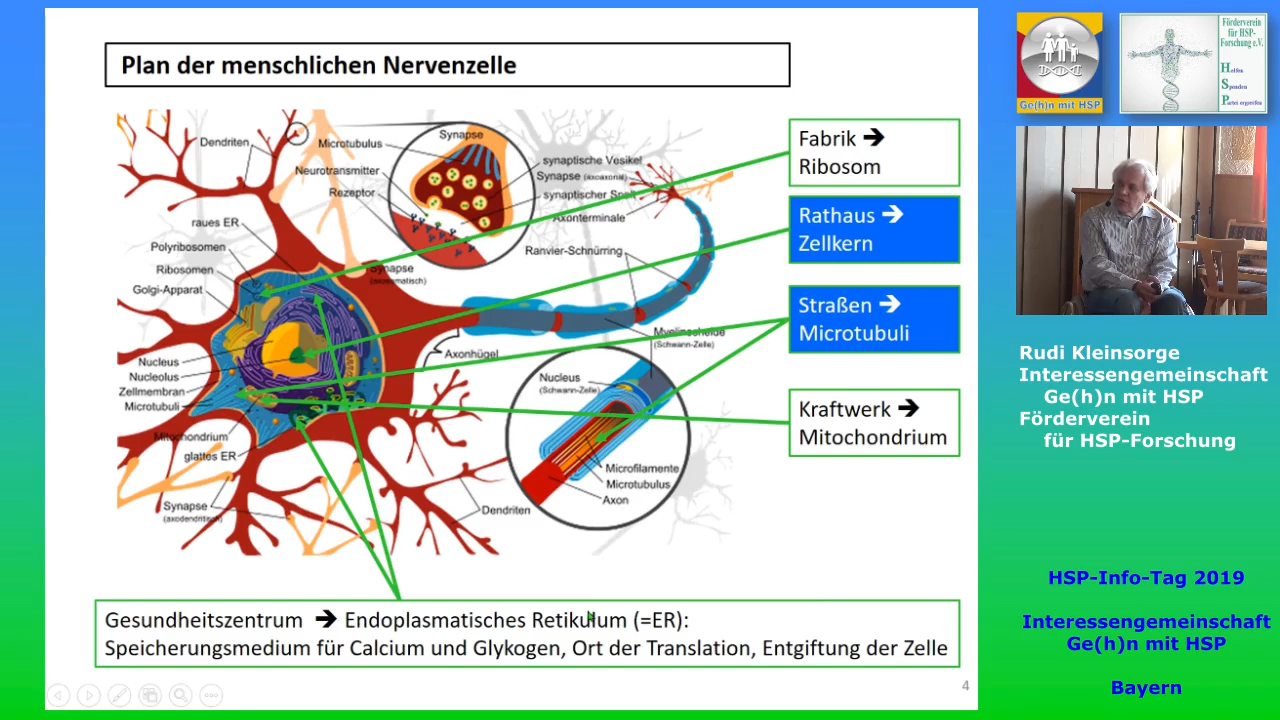 Plan der menschlichen Nervenzelle
Dendriten
Microtubulus
Neurotransmitter
Rezeptor
Synapse
synaptische Vesikel
Synapse (axoaxonal)
synaptischer Spalt
Axonterminale
Ranvier-Schnürring
raues ER
Polyribosomen
Ribosomen
Golgi-Apparat
Synapse
(axosomatisch)
Nucleus
Nucleolus
Zellmembran
Microtubuli
Mitochondrium
glattes ER
Synapse
(axodendritisch)
Axonhügel
Myelinscheide
(Schwann-Zelle)
Nucleus
(Schwann-Zelle)
Microfilamente
Microtubulus
Axon
Dendriten
Fabrik ➔
Ribosom
Rathaus ➔
Zellkern
Straßen ➔
Microtubuli
Kraftwerk ➔
Mitochondrium
Gesundheitszentrum ➔ Endoplasmatisches Retikulum (=ER):
Speicherungsmedium für Calcium und Glykogen, Ort der Translation, Entgiftung der Zelle
4
Ge(h)n mit HSP
Förderverein
für HSP-
Forschung e.V.
Helfen
Spenden
Partei ergreifen
Rudi Kleinsorge
Interessengemeinschaft
Ge(h)n mit HSP
Förderverein
für HSP-Forschung
HSP-Info-Tag 2019
Interessengemeinschaft
Ge(h)n mit HSP
Bayern